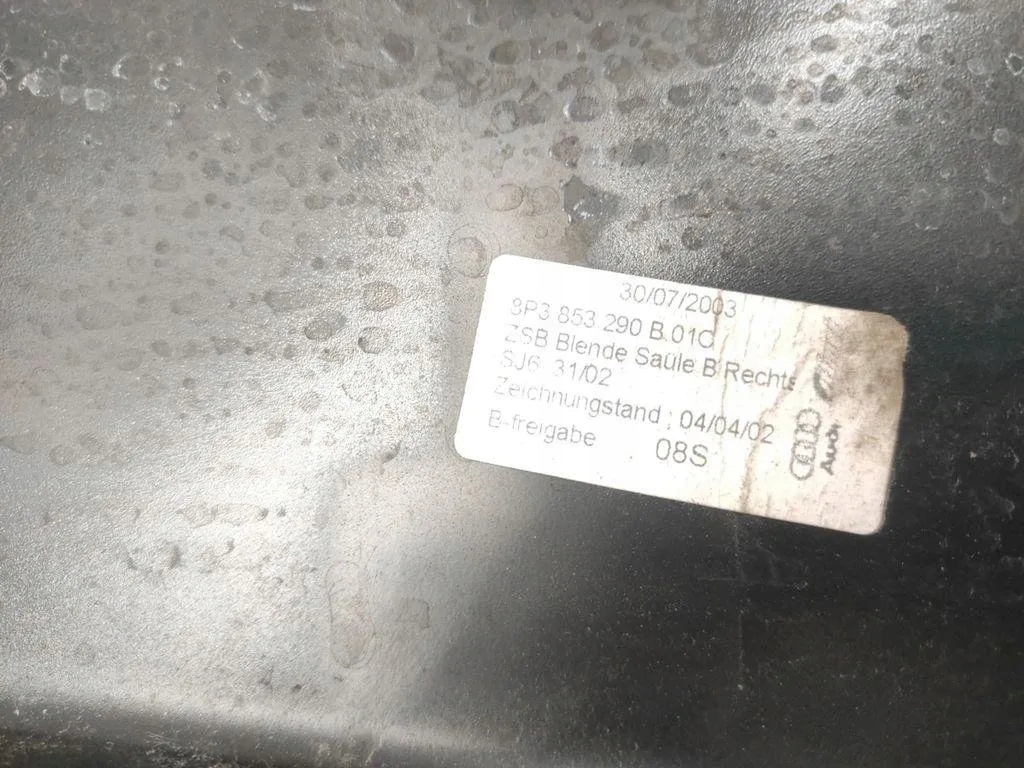 30/07/2003
8P3 853 290 B 01C
ZSB Blende Säule B Rechts
SJ6 31/02
Zeichnungstand : 04/04/02
B-freigabe 08S
Audi